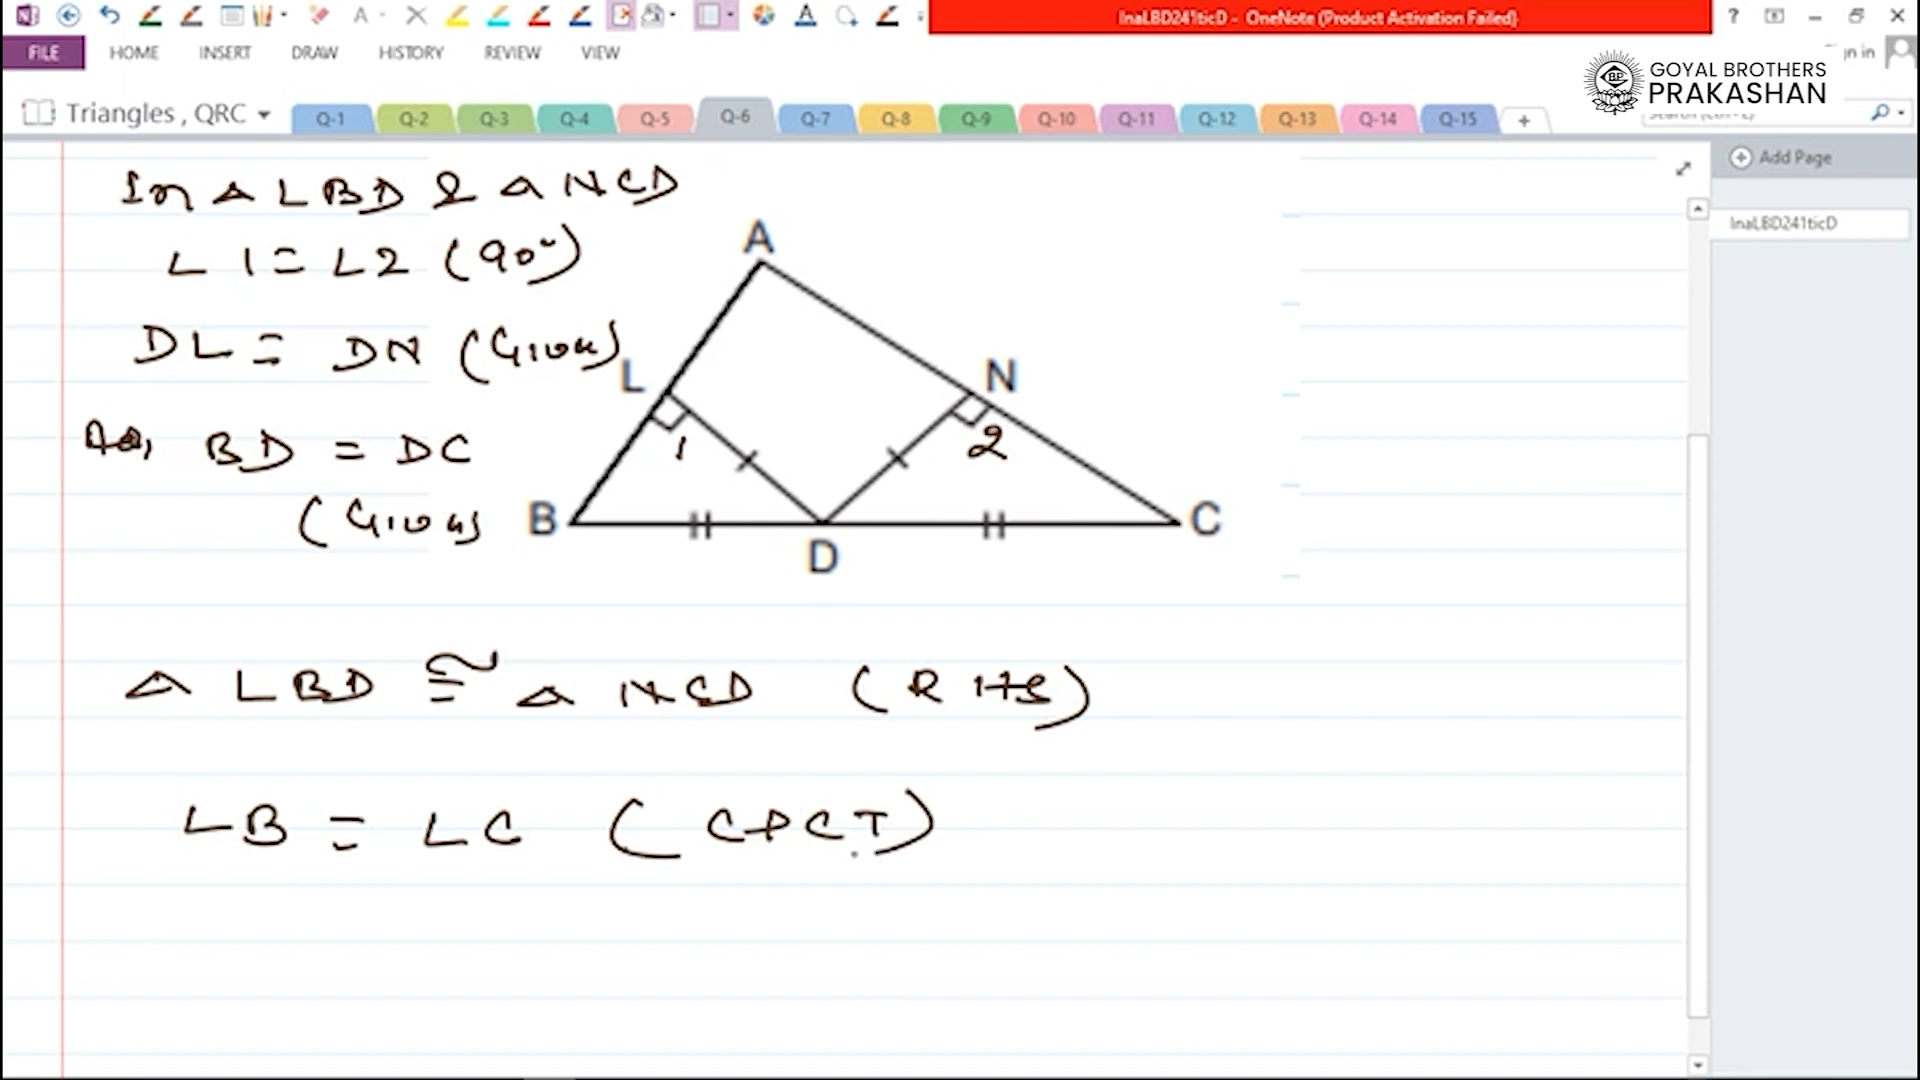 InaLBD241ticD - OneNote (Product Activation Failed)
FILE HOME INSERT DRAW HISTORY REVIEW VIEW
GOYAL BROTHERS
PRAKASHAN
Triangles , QRC Q-1 Q-2 Q-3 Q-4 Q-5 Q-6 Q-7 Q-8 Q-9 Q-10 Q-11 Q-12 Q-13 Q-14 Q-15 +
Add Page
InaLBD241ticD
In △ LBD & △ NCD
∠1 = ∠2 (90°)
DL = DN (Given)
BD = DC
(Given)
A
L
N
1
2
B
C
D
△ LBD ≅ △ NCD (RHS)
∠B = ∠C (CPCT)